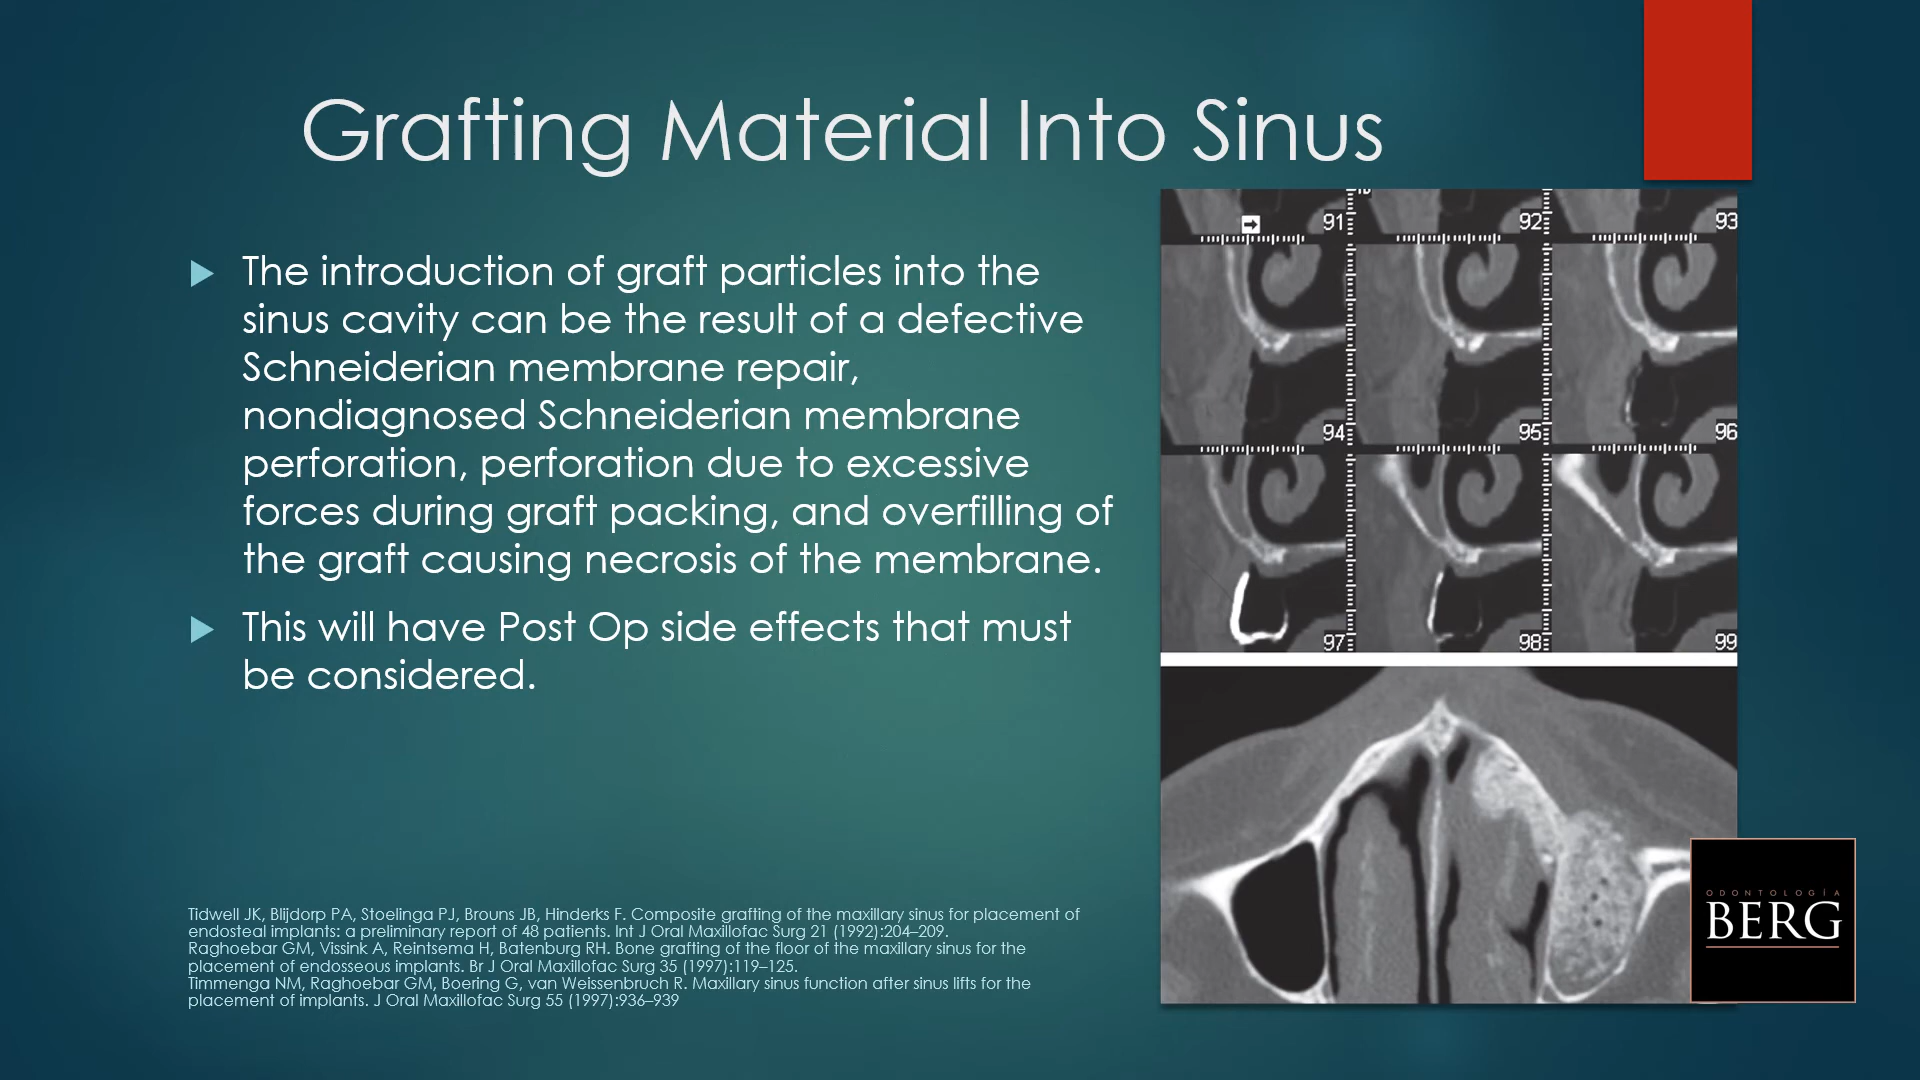 Grafting Material Into Sinus
The introduction of graft particles into the
sinus cavity can be the result of a defective
Schneiderian membrane repair,
nondiagnosed Schneiderian membrane
perforation, perforation due to excessive
forces during graft packing, and overfilling of
the graft causing necrosis of the membrane.
This will have Post Op side effects that must
be considered.
Tidwell JK, Blijdorp PA, Stoelinga PJ, Brouns JB, Hinderks F. Composite grafting of the maxillary sinus for placement of
endosteal implants: a preliminary report of 48 patients. Int J Oral Maxillofac Surg 21 (1992):204–209.
Raghoebar GM, Vissink A, Reintsema H, Batenburg RH. Bone grafting of the floor of the maxillary sinus for the
placement of endosseous implants. Br J Oral Maxillofac Surg 35 (1997):119–125.
Timmenga NM, Raghoebar GM, Boering G, van Weissenbruch R. Maxillary sinus function after sinus lifts for the
placement of implants. J Oral Maxillofac Surg 55 (1997):936–939
91 92 93
94 95 96
97 98 99
ODONTOLOGÍA
BERG